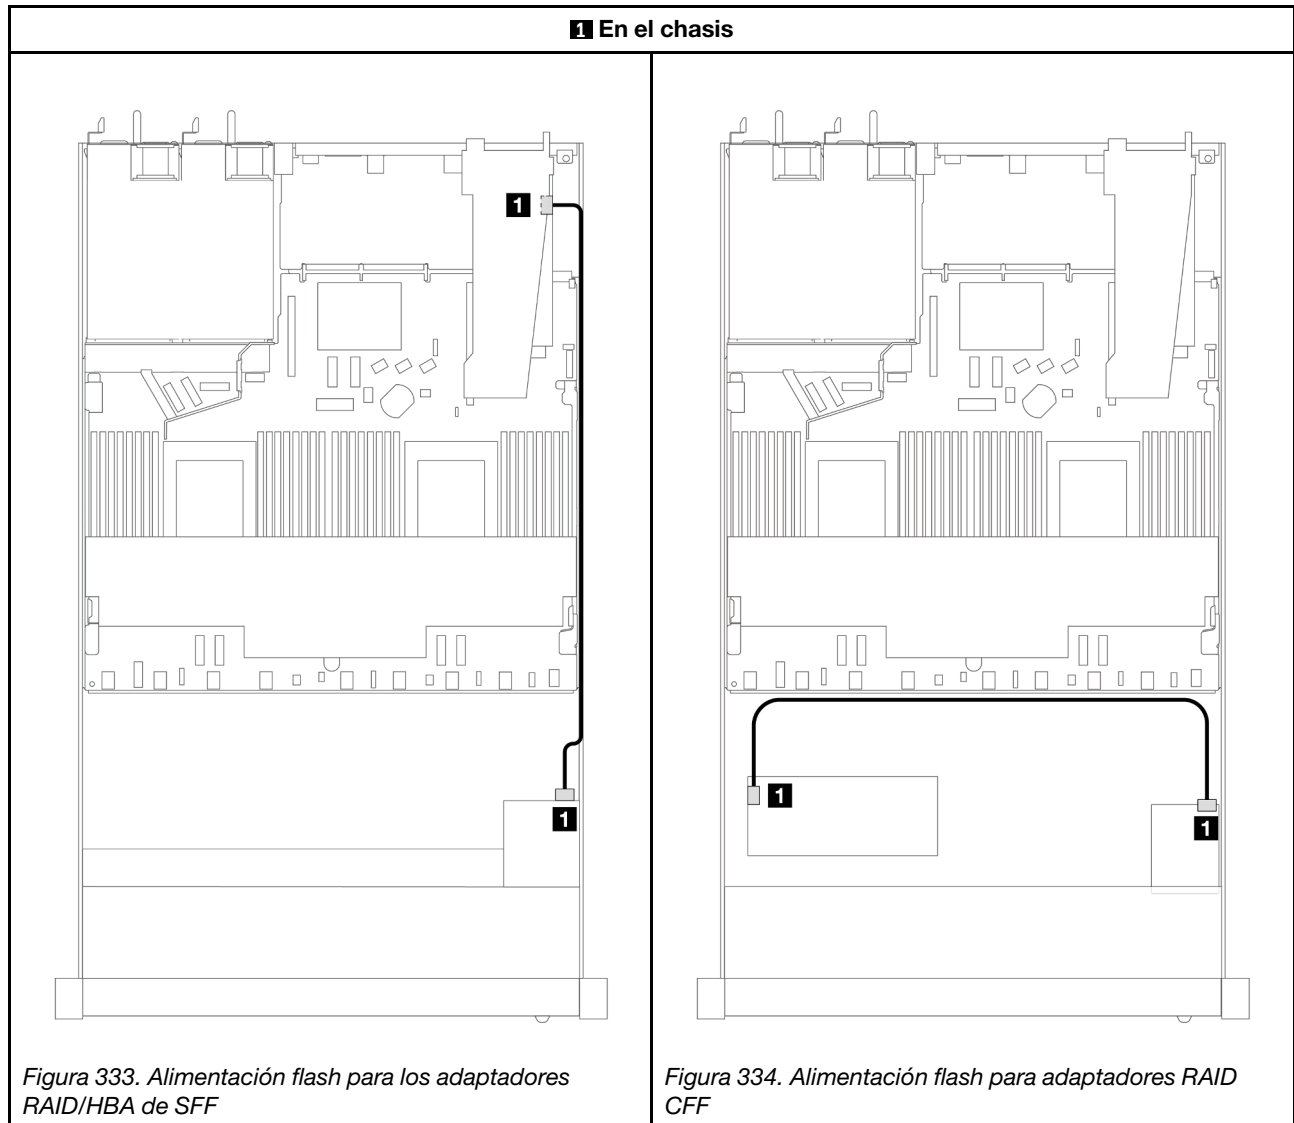 1 En el chasis
1
1
Figura 333. Alimentación flash para los adaptadores
RAID/HBA de SFF
1
1
Figura 334. Alimentación flash para adaptadores RAID
CFF